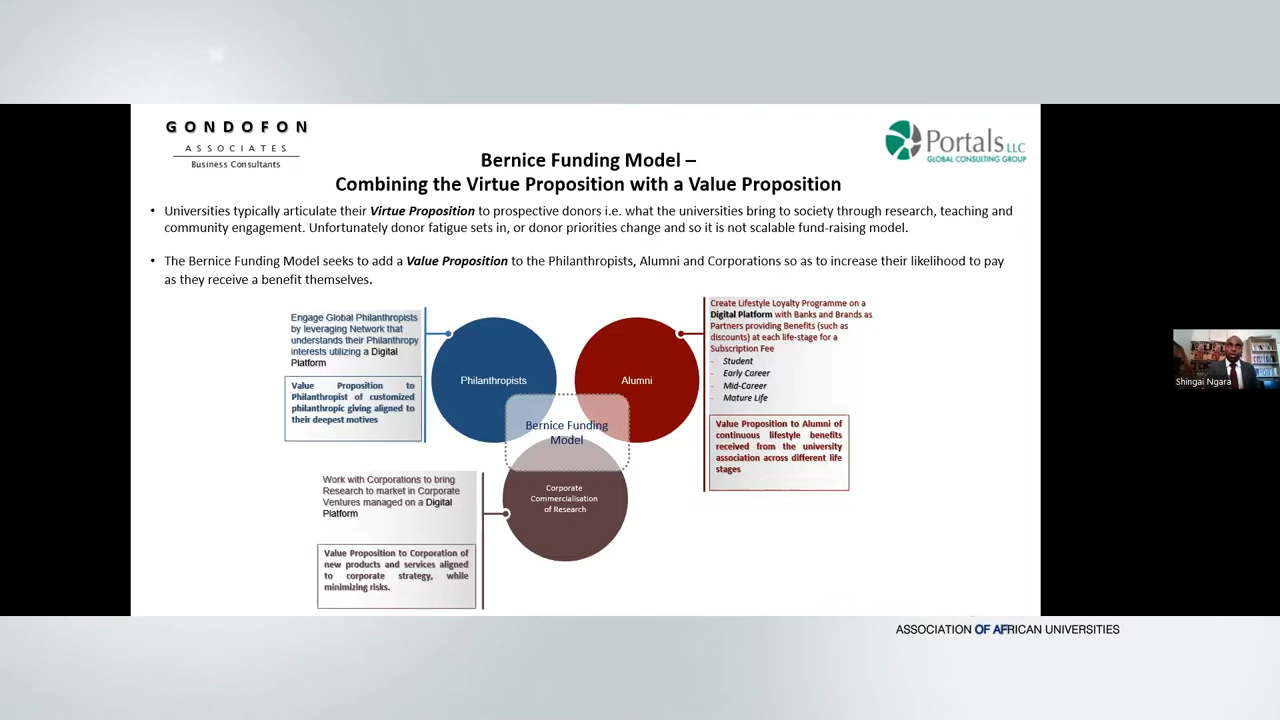 GONDOFON
ASSOCIATES
Business Consultants
Portals LLC
GLOBAL CONSULTING GROUP
Bernice Funding Model –
Combining the Virtue Proposition with a Value Proposition
• Universities typically articulate their Virtue Proposition to prospective donors i.e. what the universities bring to society through research, teaching and
community engagement. Unfortunately donor fatigue sets in, or donor priorities change and so it is not scalable fund-raising model.
• The Bernice Funding Model seeks to add a Value Proposition to the Philanthropists, Alumni and Corporations so as to increase their likelihood to pay
as they receive a benefit themselves.
Engage Global Philanthropists
by leveraging Network that
understands their Philanthropy
interests utilizing a Digital
Platform
Value Proposition to
Philanthropist of customized
philanthropic giving aligned to
their deepest motives
Philanthropists
Alumni
Bernice Funding
Model
Corporate
Commercialisation
of Research
Create Lifestyle Loyalty Programme on a
Digital Platform with Banks and Brands as
Partners providing Benefits (such as
discounts) at each life-stage for a
Subscription Fee
- Student
- Early Career
- Mid-Career
- Mature Life
Value Proposition to Alumni of
continuous lifestyle benefits
received from the university
association across different life
stages
Work with Corporations to bring
Research to market in Corporate
Ventures managed on a Digital
Platform
Value Proposition to Corporation of
new products and services aligned
to corporate strategy, while
minimizing risks.
Shingai Ngara
ASSOCIATION OF AFRICAN UNIVERSITIES